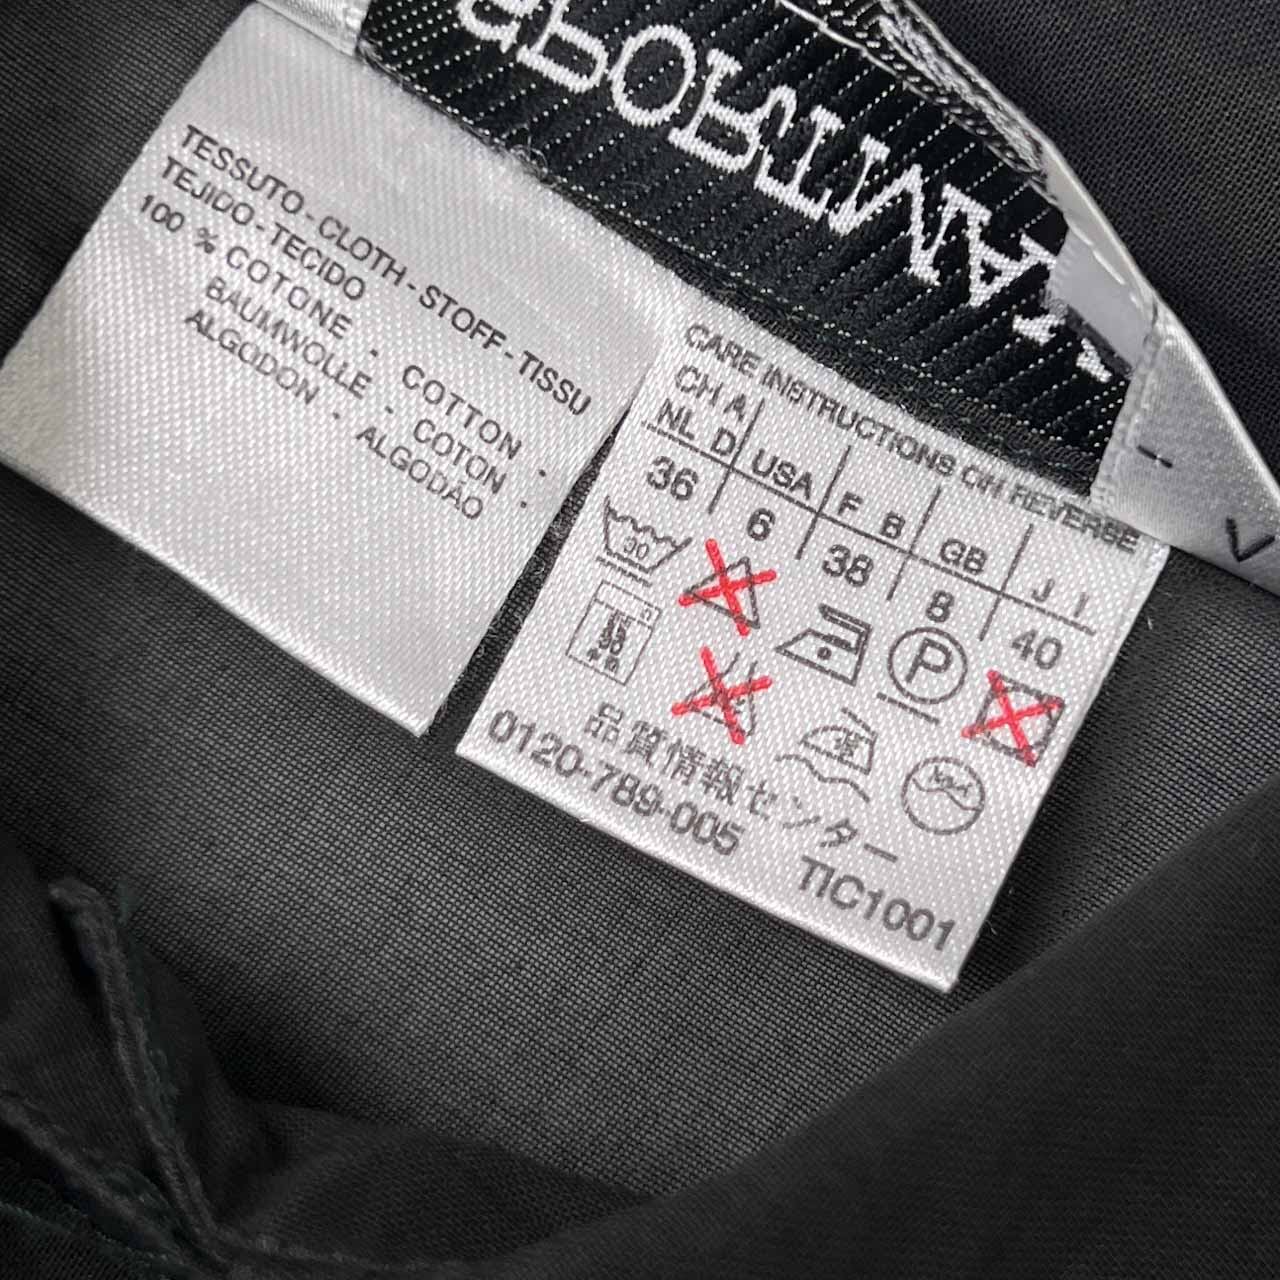 TESSUTO - CLOTH - STOFF - TISSU
TEJIDO - TECIDO
100 % COTONE - COTTON -
BAUMWOLLE - COTON -
ALGODON - ALGODÃO
CARE INSTRUCTIONS ON REVERSE
CH A
NL D
USA
F B
GB
J I
36
6
38
8
40
30
P
品質情報センター
0120-789-005
TIC1001
V